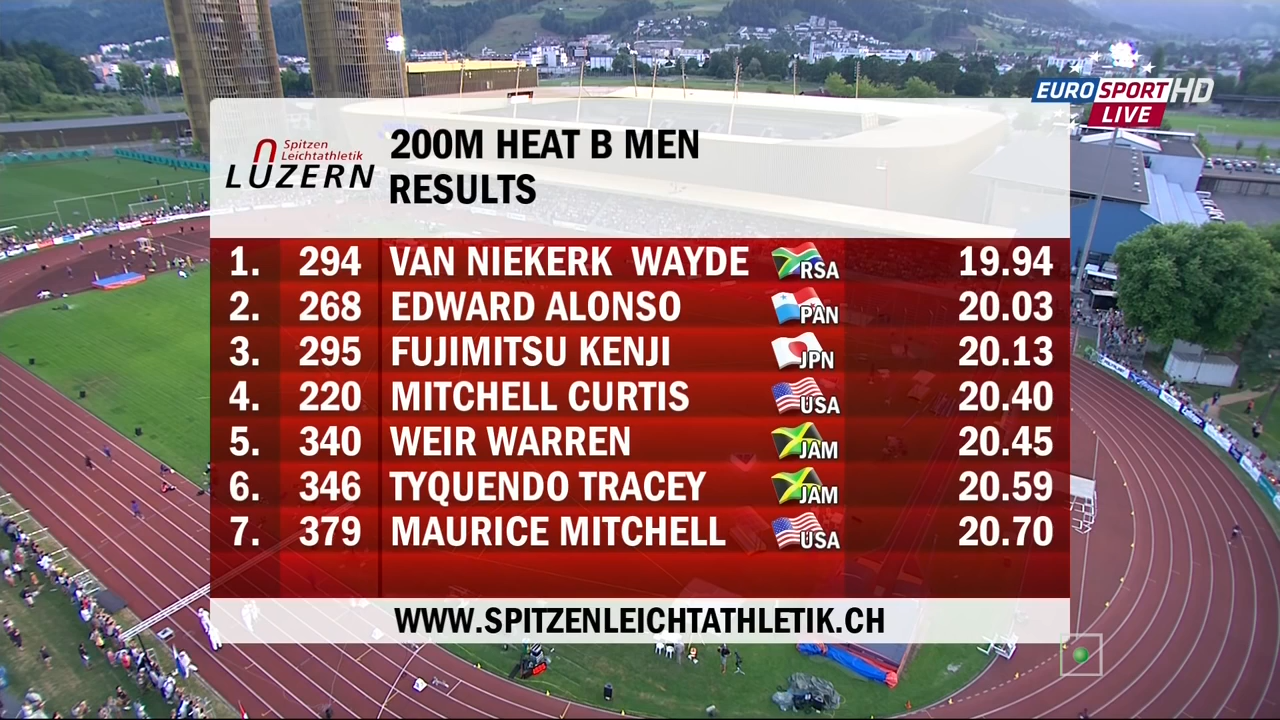 EUROSPORT HD
LIVE
Spitzen
Leichtathletik
LUZERN
200M HEAT B MEN
RESULTS
1. 294 VAN NIEKERK WAYDE RSA 19.94
2. 268 EDWARD ALONSO PAN 20.03
3. 295 FUJIMITSU KENJI JPN 20.13
4. 220 MITCHELL CURTIS USA 20.40
5. 340 WEIR WARREN JAM 20.45
6. 346 TYQUENDO TRACEY JAM 20.59
7. 379 MAURICE MITCHELL USA 20.70
WWW.SPITZENLEICHTATHLETIK.CH